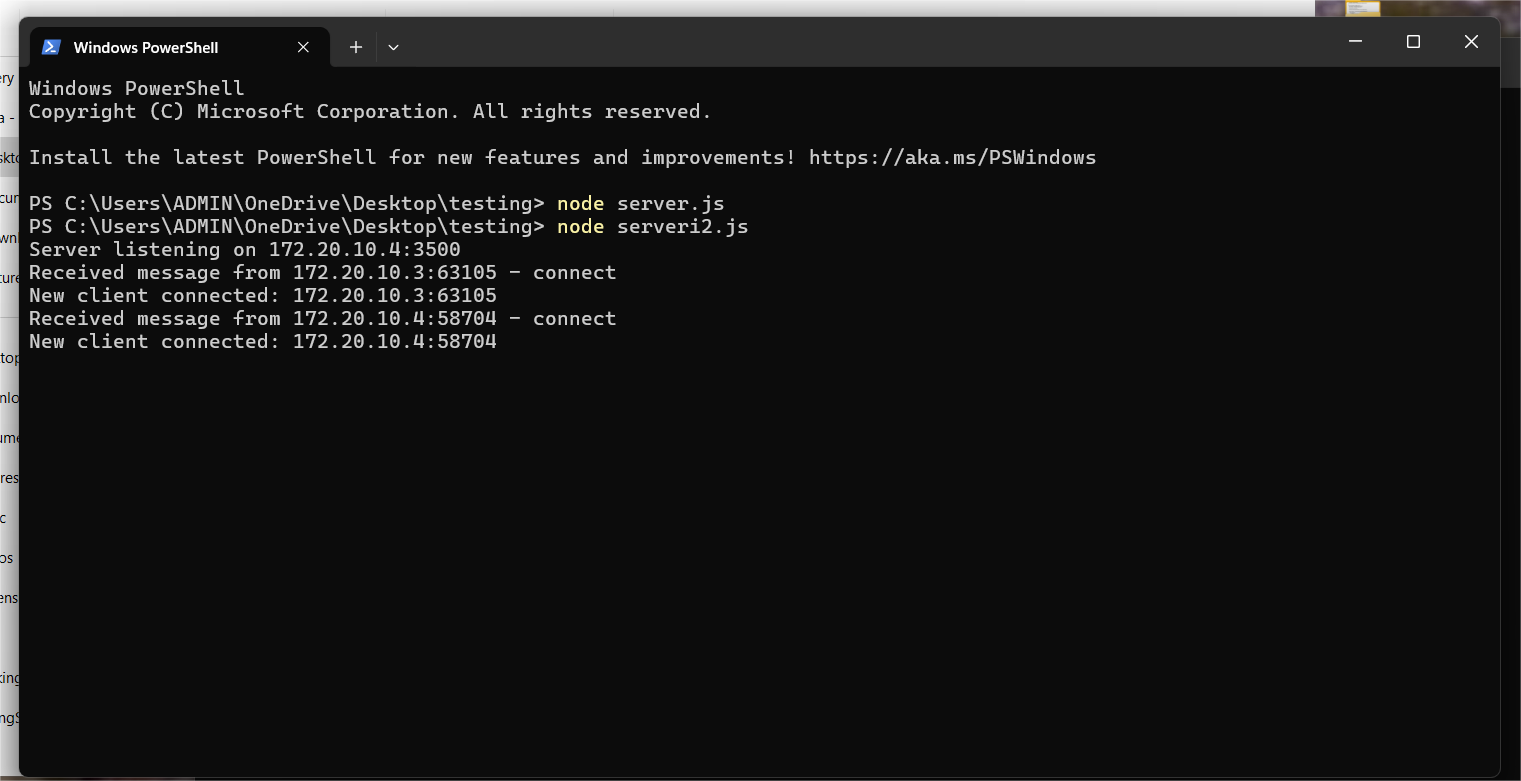 Windows PowerShell
Windows PowerShell
Copyright (C) Microsoft Corporation. All rights reserved.
Install the latest PowerShell for new features and improvements! https://aka.ms/PSWindows
PS C:\Users\ADMIN\OneDrive\Desktop\testing> node server.js
PS C:\Users\ADMIN\OneDrive\Desktop\testing> node serveri2.js
Server listening on 172.20.10.4:3500
Received message from 172.20.10.3:63105 - connect
New client connected: 172.20.10.3:63105
Received message from 172.20.10.4:58704 - connect
New client connected: 172.20.10.4:58704